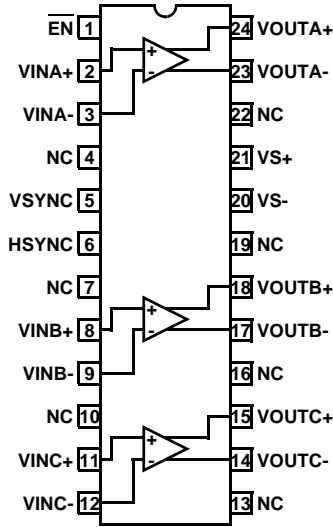 EN 1 24 VOUTA+
VINA+ 2 + 23 VOUTA-
VINA- 3 - 22 NC
NC 4 21 VS+
VSYNC 5 20 VS-
HSYNC 6 19 NC
NC 7 18 VOUTB+
VINB+ 8 + 17 VOUTB-
VINB- 9 - 16 NC
NC 10 15 VOUTC+
VINC+ 11 + 14 VOUTC-
VINC- 12 - 13 NC